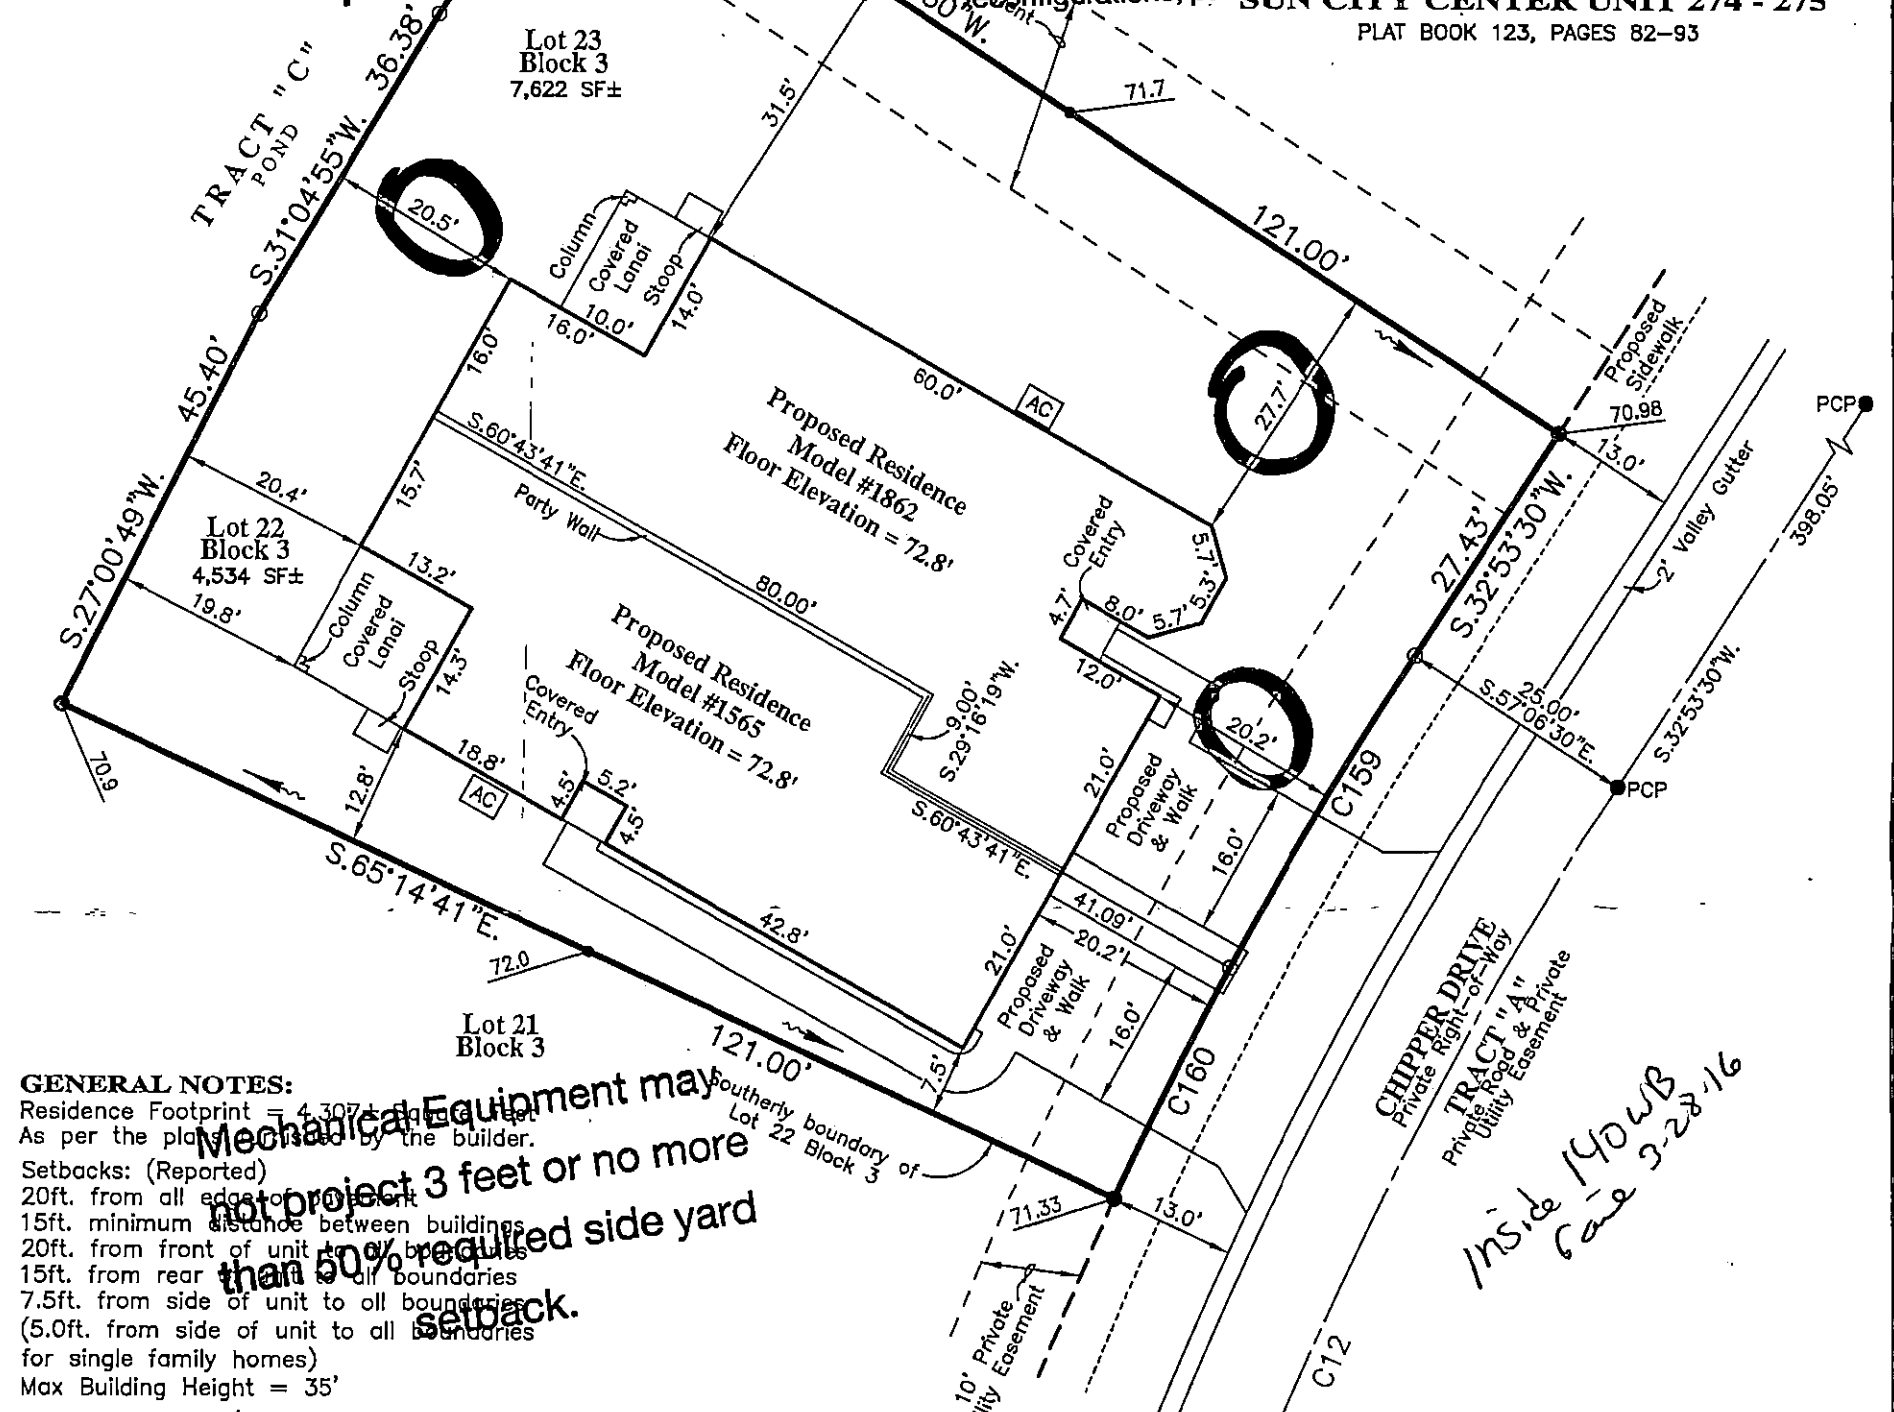 SUN CITY CENTER UNIT 274 - 275
PLAT BOOK 123, PAGES 82-93
Lot 23
Block 3
7,622 SF±
TRACT "C"
POND
36.38'
S.31°04'55"W.
45.40'
S.27°00'49"W.
31.5'
71.7
121.00'
20.5'
Column
Covered
Lanai
Stoop
10.0'
16.0'
14.0'
16.0'
60.0'
AC
27.7'
Proposed
Sidewalk
70.98
13.0'
PCP
398.05'
2' Valley Gutter
27.43'
S.32°53'30"W.
Proposed Residence
Model #1862
Floor Elevation = 72.8'
S.60°43'41"E.
Party Wall
80.00'
15.7'
20.4'
Lot 22
Block 3
4,534 SF±
13.2'
19.8'
Column
Covered
Lanai
Stoop
14.3'
Covered
Entry
5.7'
5.3'
5.7'
8.0'
4.7'
12.0'
Proposed Residence
Model #1565
Floor Elevation = 72.8'
9.00'
S.29°16'19"W.
20.2'
25.00'
S.57°06'30"E.
S.32°53'30"W.
PCP
C159
70.9
12.8'
18.8'
AC
Covered
Entry
4.5'
5.2'
4.5'
21.0'
S.60°43'41"E.
Proposed
Driveway
& Walk
16.0'
S.65°14'41"E.
72.0
42.8'
41.09'
20.2'
21.0'
Proposed
Driveway
& Walk
16.0'
7.5'
C160
Lot 21
Block 3
121.00'
Southerly boundary of
Lot 22 Block 3
71.33
13.0'
10' Private
Easement
CHIPPER DRIVE
Private Right-of-Way
TRACT "A"
Private Road & Private
Utility Easement
C12
Inside 140 WB
3-28-16
GENERAL NOTES:
Residence Footprint = 4,307± Square feet
As per the plans furnished by the builder.
Setbacks: (Reported)
20ft. from all edge of pavement
15ft. minimum distance between buildings
20ft. from front of unit to all boundaries
15ft. from rear of unit to all boundaries
7.5ft. from side of unit to all boundaries
(5.0ft. from side of unit to all boundaries
for single family homes)
Max Building Height = 35'
Mechanical Equipment may
not project 3 feet or no more
than 50% required side yard
setback.